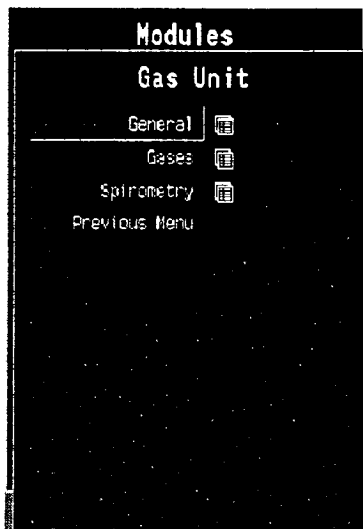 Modules
Gas Unit
General
Gases
Spirometry
Previous Menu